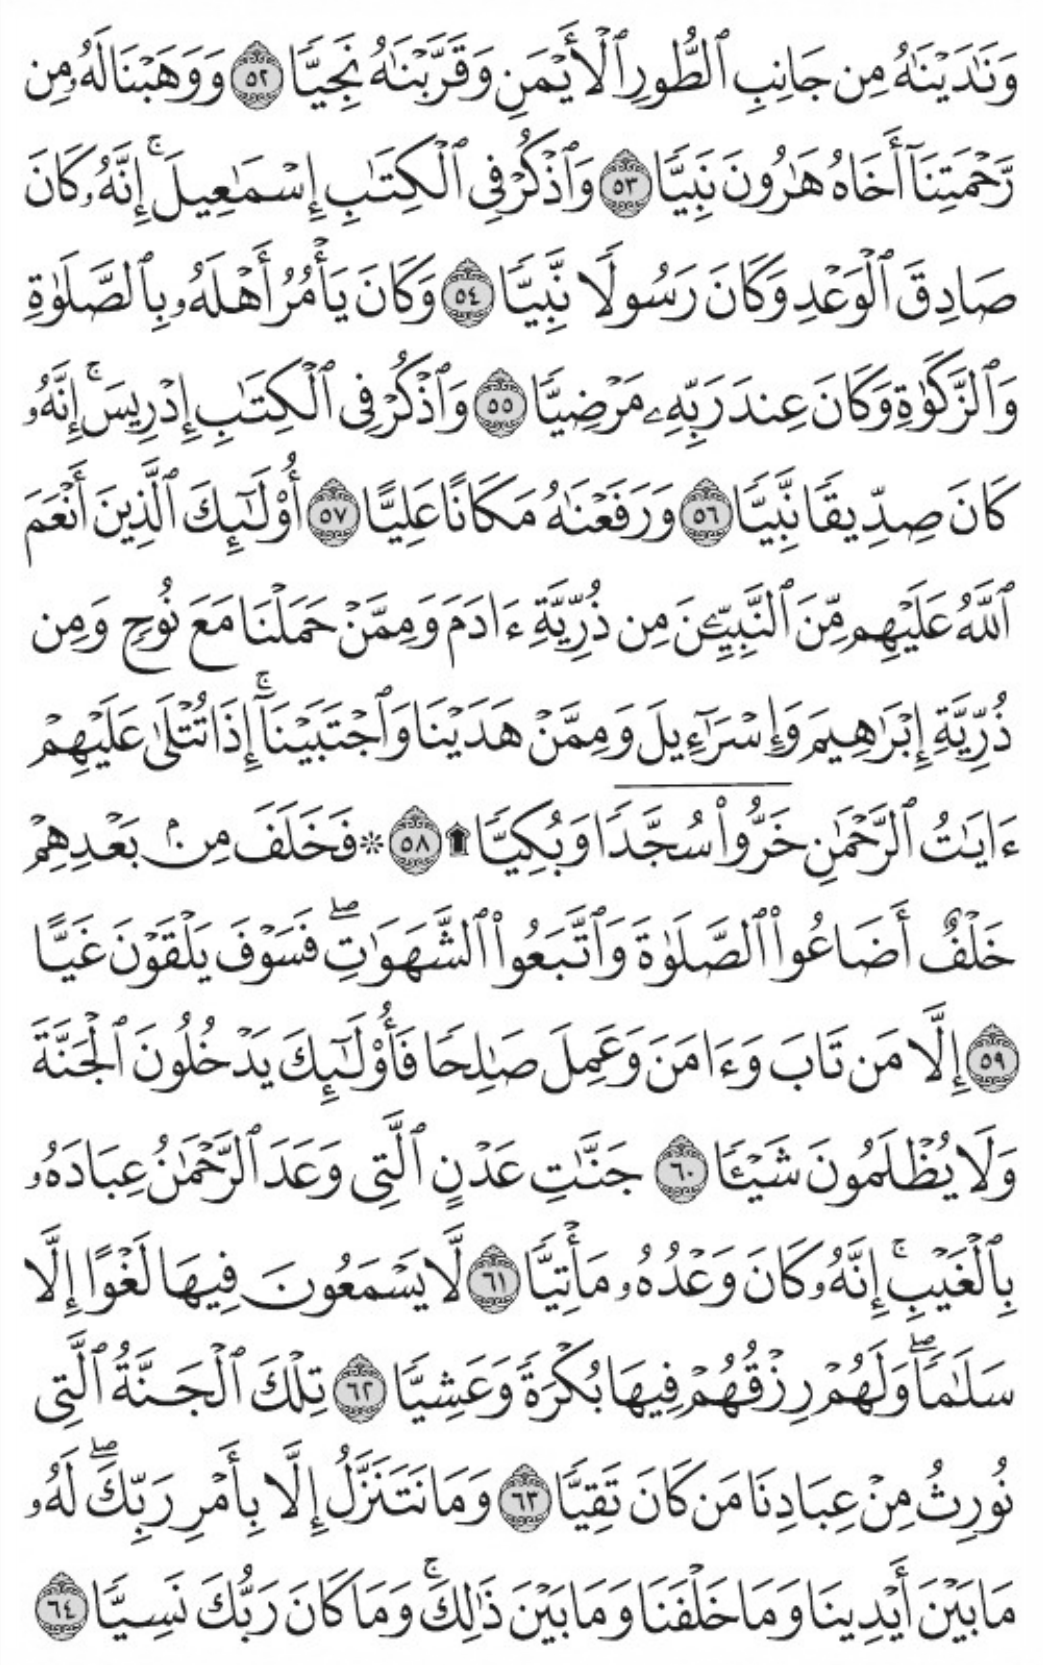 وَنَٰدَيۡنَٰهُ مِن جَانِبِ ٱلطُّورِ ٱلۡأَيۡمَنِ وَقَرَّبۡنَٰهُ نَجِيّٗا ٥٢ وَوَهَبۡنَا لَهُۥ مِن
رَّحۡمَتِنَآ أَخَاهُ هَٰرُونَ نَبِيّٗا ٥٣ وَٱذۡكُرۡ فِي ٱلۡكِتَٰبِ إِسۡمَٰعِيلَۚ إِنَّهُۥ كَانَ
صَادِقَ ٱلۡوَعۡدِ وَكَانَ رَسُولٗا نَّبِيّٗا ٥٤ وَكَانَ يَأۡمُرُ أَهۡلَهُۥ بِٱلصَّلَوٰةِ
وَٱلزَّكَوٰةِ وَكَانَ عِندَ رَبِّهِۦ مَرۡضِيّٗا ٥٥ وَٱذۡكُرۡ فِي ٱلۡكِتَٰبِ إِدۡرِيسَۚ إِنَّهُۥ
كَانَ صِدِّيقٗا نَّبِيّٗا ٥٦ وَرَفَعۡنَٰهُ مَكَانًا عَلِيًّا ٥٧ أُوْلَٰٓئِكَ ٱلَّذِينَ أَنۡعَمَ
ٱللَّهُ عَلَيۡهِم مِّنَ ٱلنَّبِيِّـۧنَ مِن ذُرِّيَّةِ ءَادَمَ وَمِمَّنۡ حَمَلۡنَا مَعَ نُوحٖ وَمِن
ذُرِّيَّةِ إِبۡرَٰهِيمَ وَإِسۡرَٰٓءِيلَ وَمِمَّنۡ هَدَيۡنَا وَٱجۡتَبَيۡنَآۚ إِذَا تُتۡلَىٰ عَلَيۡهِمۡ
ءَايَٰتُ ٱلرَّحۡمَٰنِ خَرُّواْۤ سُجَّدٗا وَبُكِيّٗا ۩ ٥٨ ۞ فَخَلَفَ مِنۢ بَعۡدِهِمۡ
خَلۡفٌ أَضَاعُواْ ٱلصَّلَوٰةَ وَٱتَّبَعُواْ ٱلشَّهَوَٰتِۖ فَسَوۡفَ يَلۡقَوۡنَ غَيًّا
٥٩ إِلَّا مَن تَابَ وَءَامَنَ وَعَمِلَ صَٰلِحٗا فَأُوْلَٰٓئِكَ يَدۡخُلُونَ ٱلۡجَنَّةَ
وَلَا يُظۡلَمُونَ شَيۡـٔٗا ٦٠ جَنَّٰتِ عَدۡنٍ ٱلَّتِي وَعَدَ ٱلرَّحۡمَٰنُ عِبَادَهُۥ
بِٱلۡغَيۡبِۚ إِنَّهُۥ كَانَ وَعۡدُهُۥ مَأۡتِيّٗا ٦١ لَّا يَسۡمَعُونَ فِيهَا لَغۡوًا إِلَّا
سَلَٰمٗاۖ وَلَهُمۡ رِزۡقُهُمۡ فِيهَا بُكۡرَةٗ وَعَشِيّٗا ٦٢ تِلۡكَ ٱلۡجَنَّةُ ٱلَّتِي
نُورِثُ مِنۡ عِبَادِنَا مَن كَانَ تَقِيّٗا ٦٣ وَمَا نَتَنَزَّلُ إِلَّا بِأَمۡرِ رَبِّكَۖ لَهُۥ
مَا بَيۡنَ أَيۡدِينَا وَمَا خَلۡفَنَا وَمَا بَيۡنَ ذَٰلِكَۚ وَمَا كَانَ رَبُّكَ نَسِيّٗا ٦٤